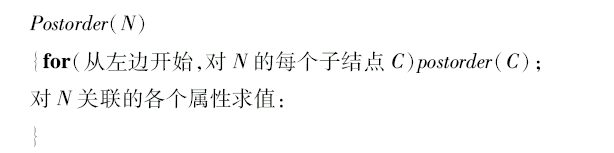 Postorder(N)
{for(从左边开始,对 N 的每个子结点 C)postorder(C);
对 N 关联的各个属性求值:
}